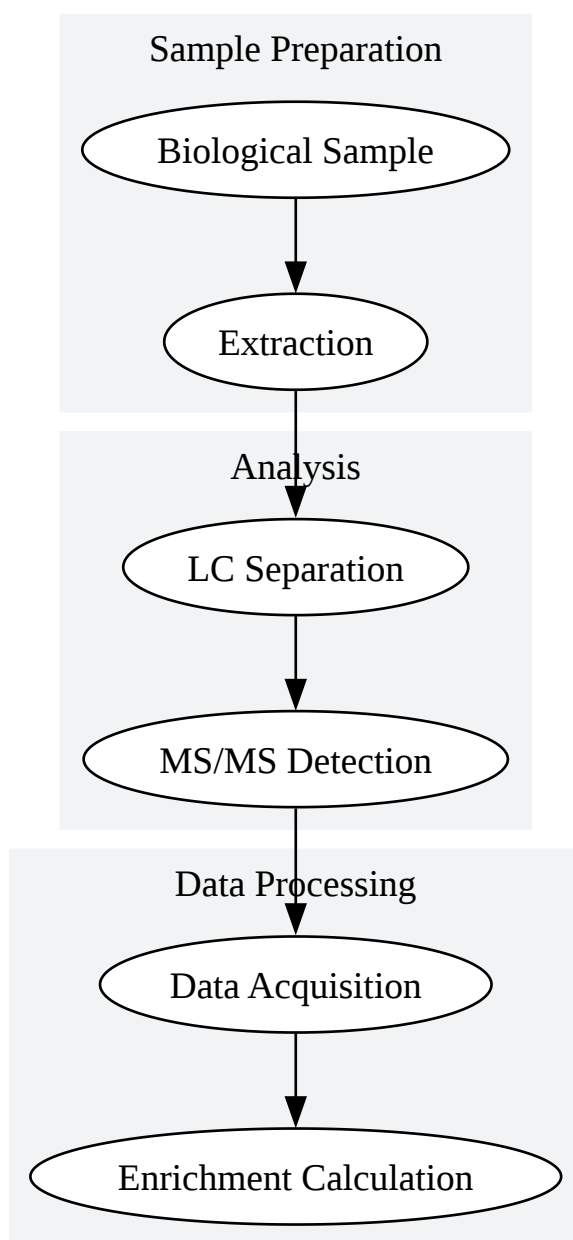 Sample Preparation
Biological Sample
Extraction
Analysis
LC Separation
MS/MS Detection
Data Processing
Data Acquisition
Enrichment Calculation